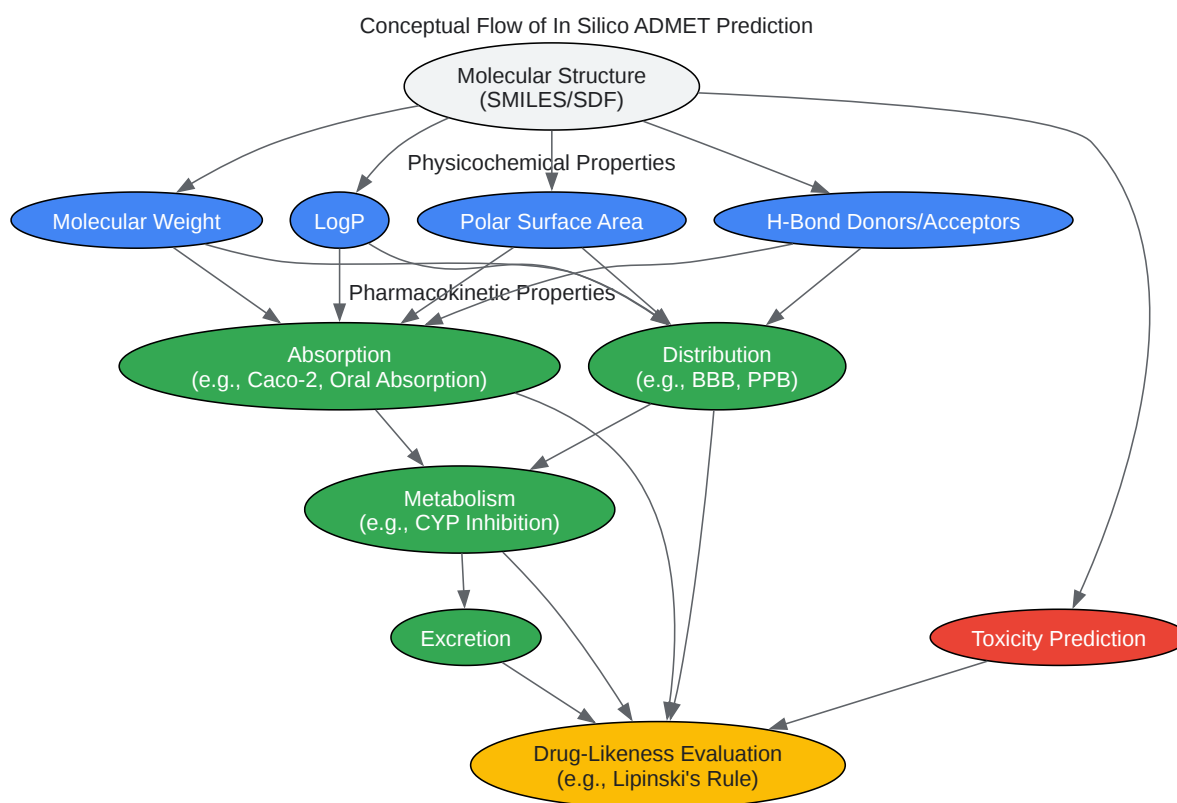 Conceptual Flow of In Silico ADMET Prediction
Molecular Structure
(SMILES/SDF)
Physicochemical Properties
Molecular Weight
LogP
Polar Surface Area
H-Bond Donors/Acceptors
Pharmacokinetic Properties
Absorption
(e.g., Caco-2, Oral Absorption)
Distribution
(e.g., BBB, PPB)
Metabolism
(e.g., CYP Inhibition)
Excretion
Toxicity Prediction
Drug-Likeness Evaluation
(e.g., Lipinski's Rule)